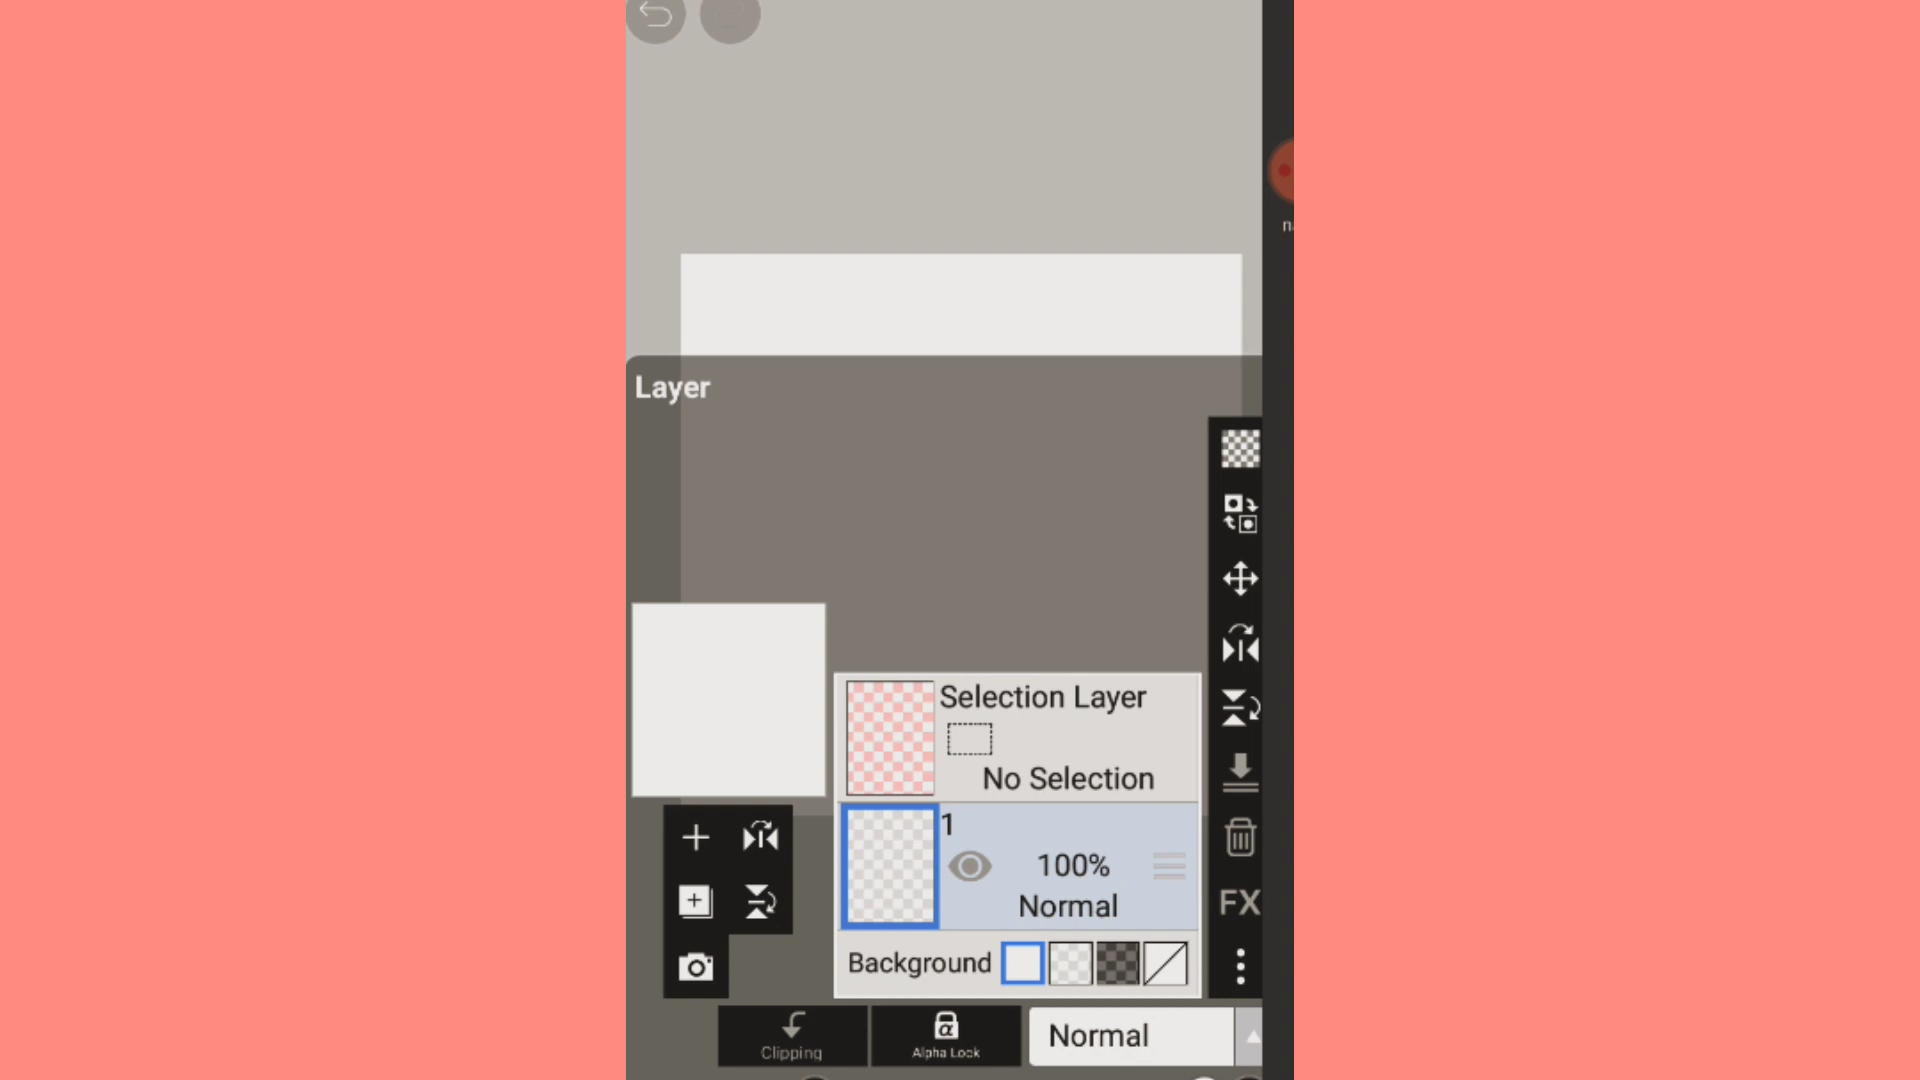 Layer
Selection Layer
No Selection
1
100%
Normal
FX
Background
Clipping
Alpha Lock
Normal